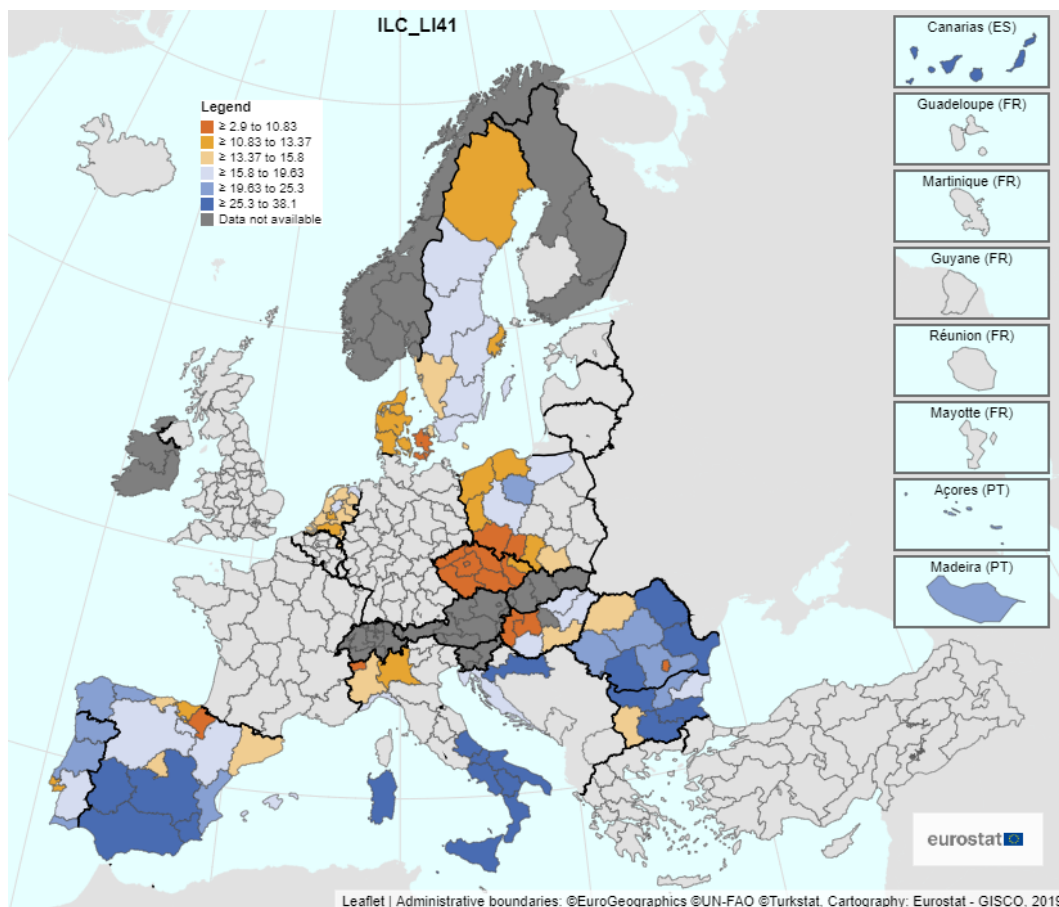 ILC_LI41
Legend
≥ 2.9 to 10.83
≥ 10.83 to 13.37
≥ 13.37 to 15.8
≥ 15.8 to 19.63
≥ 19.63 to 25.3
≥ 25.3 to 38.1
Data not available
Canarias (ES)
Guadeloupe (FR)
Martinique (FR)
Guyane (FR)
Réunion (FR)
Mayotte (FR)
Açores (PT)
Madeira (PT)
eurostat
Leaflet | Administrative boundaries: ©EuroGeographics ©UN-FAO ©Turkstat, Cartography: Eurostat - GISCO, 201